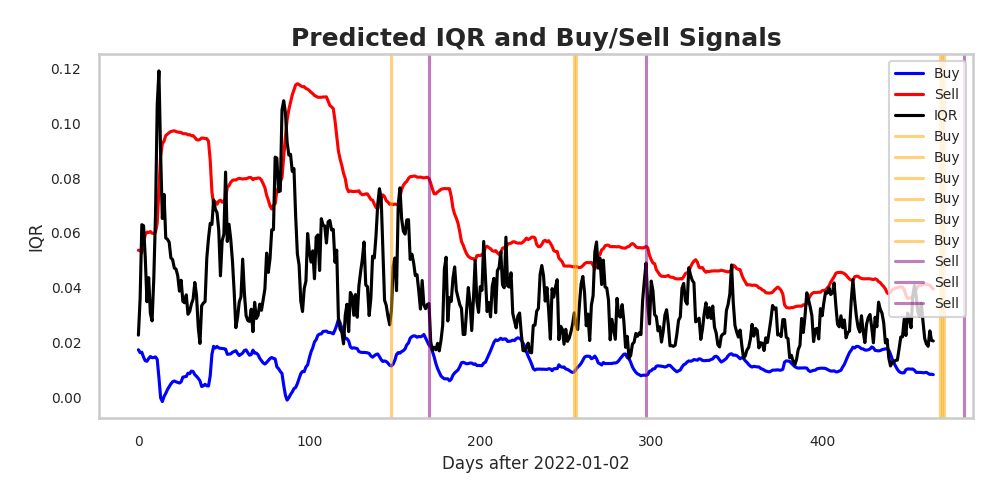 Predicted IQR and Buy/Sell Signals
IQR
0.12
0.10
0.08
0.06
0.04
0.02
0.00
0
100
200
300
400
Days after 2022-01-02
Buy
Sell
IQR
Buy
Buy
Buy
Buy
Buy
Buy
Sell
Sell
Sell